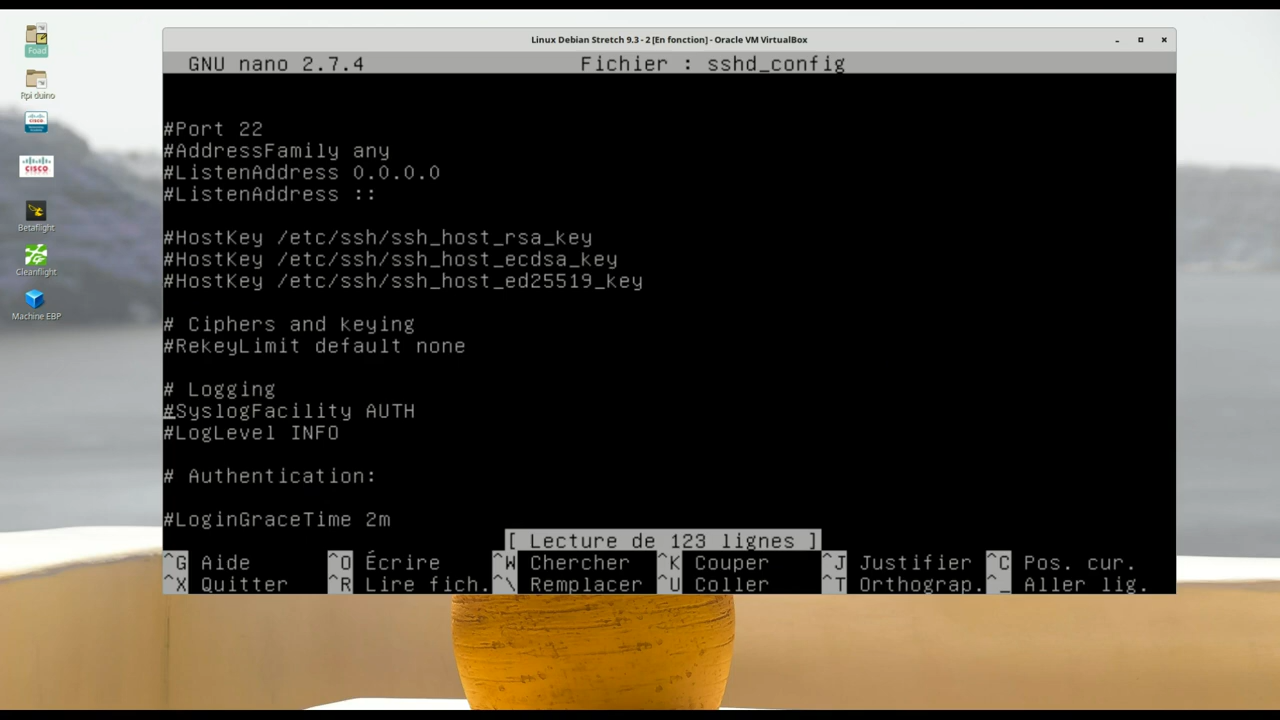 Linux Debian Stretch 9.3 - 2 [En fonction] - Oracle VM VirtualBox
GNU nano 2.7.4 Fichier : sshd_config
#Port 22
#AddressFamily any
#ListenAddress 0.0.0.0
#ListenAddress ::
#HostKey /etc/ssh/ssh_host_rsa_key
#HostKey /etc/ssh/ssh_host_ecdsa_key
#HostKey /etc/ssh/ssh_host_ed25519_key
# Ciphers and keying
#RekeyLimit default none
# Logging
#SyslogFacility AUTH
#LogLevel INFO
# Authentication:
#LoginGraceTime 2m
[ Lecture de 123 lignes ]
^G Aide ^O Écrire ^W Chercher ^K Couper ^J Justifier ^C Pos. cur.
^X Quitter ^R Lire fich. ^\ Remplacer ^U Coller ^T Orthograp. ^_ Aller lig.
Foad
Rpi duino
CISCO
Betaflight
Cleanflight
Machine EBP